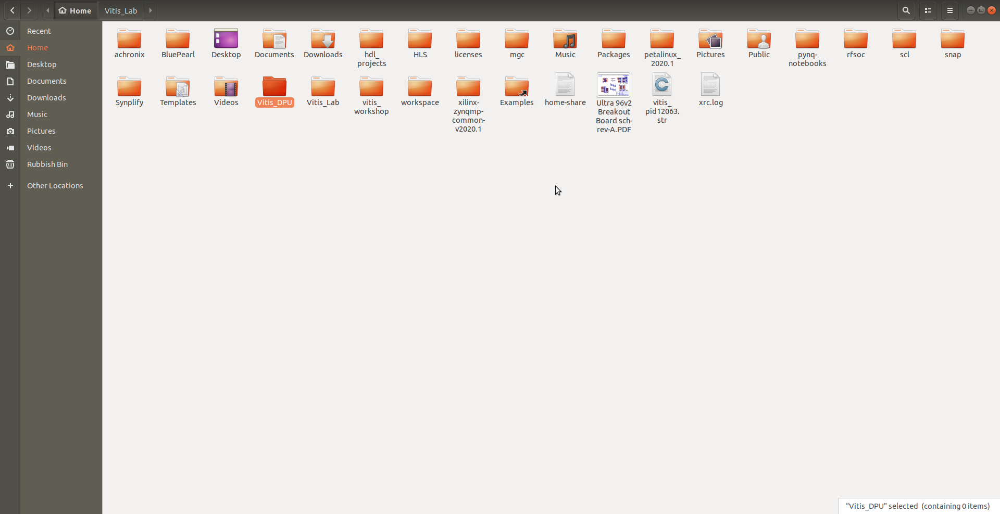 Home
Vitis_Lab
Recent
Home
Desktop
Documents
Downloads
Music
Pictures
Videos
Rubbish Bin
Other Locations
achronix
BluePearl
Desktop
Documents
Downloads
hdl_
projects
HLS
licenses
mgc
Music
Packages
petalinux_
2020.1
Pictures
Public
pynq-
notebooks
rfsoc
scl
snap
Synplify
Templates
Videos
Vitis_DPU
Vitis_Lab
vitis_
workshop
workspace
xilinx-
zynqmp-
common-
v2020.1
Examples
home-share
Ultra 96v2
Breakout
Board sch-
rev-A.PDF
vitis_
pid12063.
str
xrc.log
“Vitis_DPU” selected (containing 0 items)